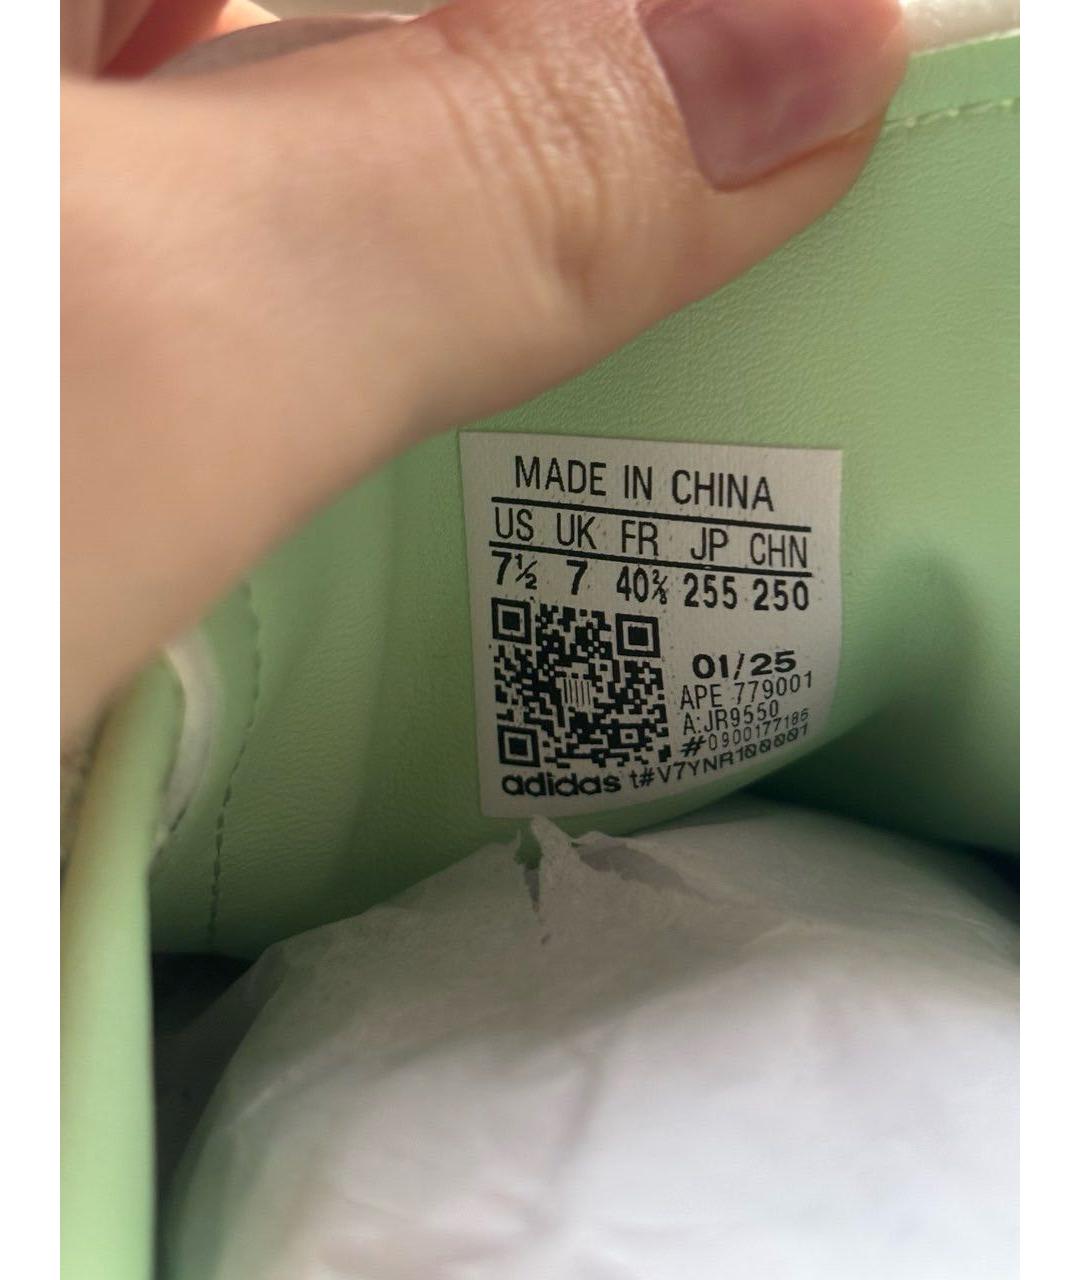 MADE IN CHINA
US UK FR JP CHN
7½ 7 40⅔ 255 250
01/25
APE 779001
A:JR9550
#0900177186
adidas t#V7YNR100001